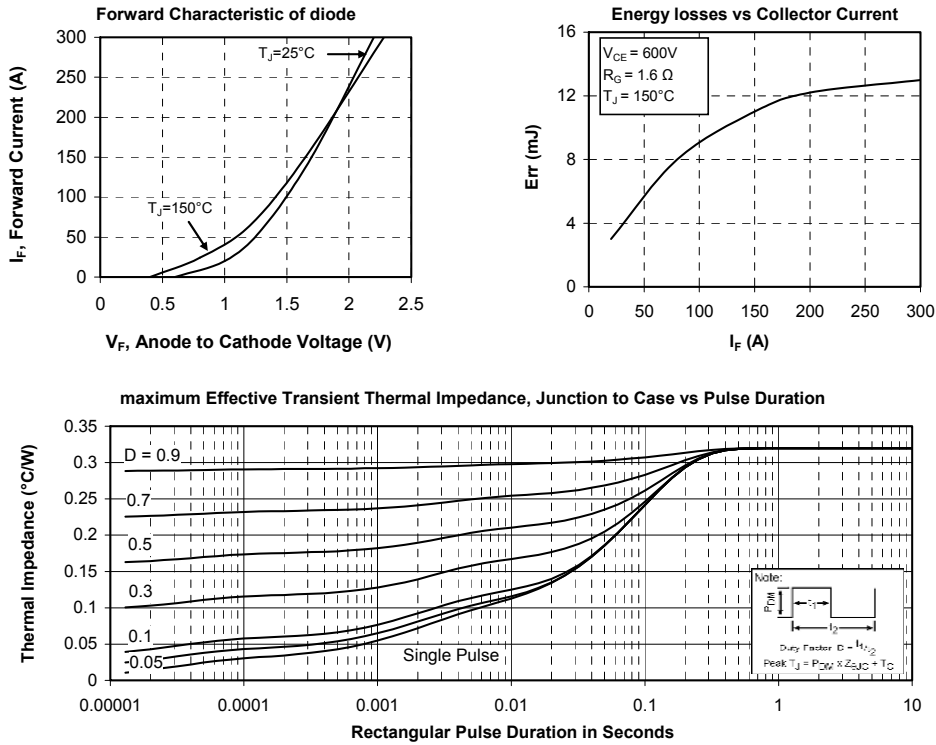 Forward Characteristic of diode
I_F, Forward Current (A)
300
250
200
150
100
50
0
T_J=25°C
T_J=150°C
0 0.5 1 1.5 2 2.5
V_F, Anode to Cathode Voltage (V)
Energy losses vs Collector Current
Err (mJ)
16
12
8
4
0
V_CE = 600V
R_G = 1.6 Ω
T_J = 150°C
0 50 100 150 200 250 300
I_F (A)
maximum Effective Transient Thermal Impedance, Junction to Case vs Pulse Duration
Thermal Impedance (°C/W)
0.35
0.3
0.25
0.2
0.15
0.1
0.05
0
D = 0.9
0.7
0.5
0.3
0.1
0.05
Single Pulse
Note:
P_DM
t_1
t_2
Duty Factor D = t_1/t_2
Peak T_J = P_DM x Z_θJC + T_C
0.00001 0.0001 0.001 0.01 0.1 1 10
Rectangular Pulse Duration in Seconds